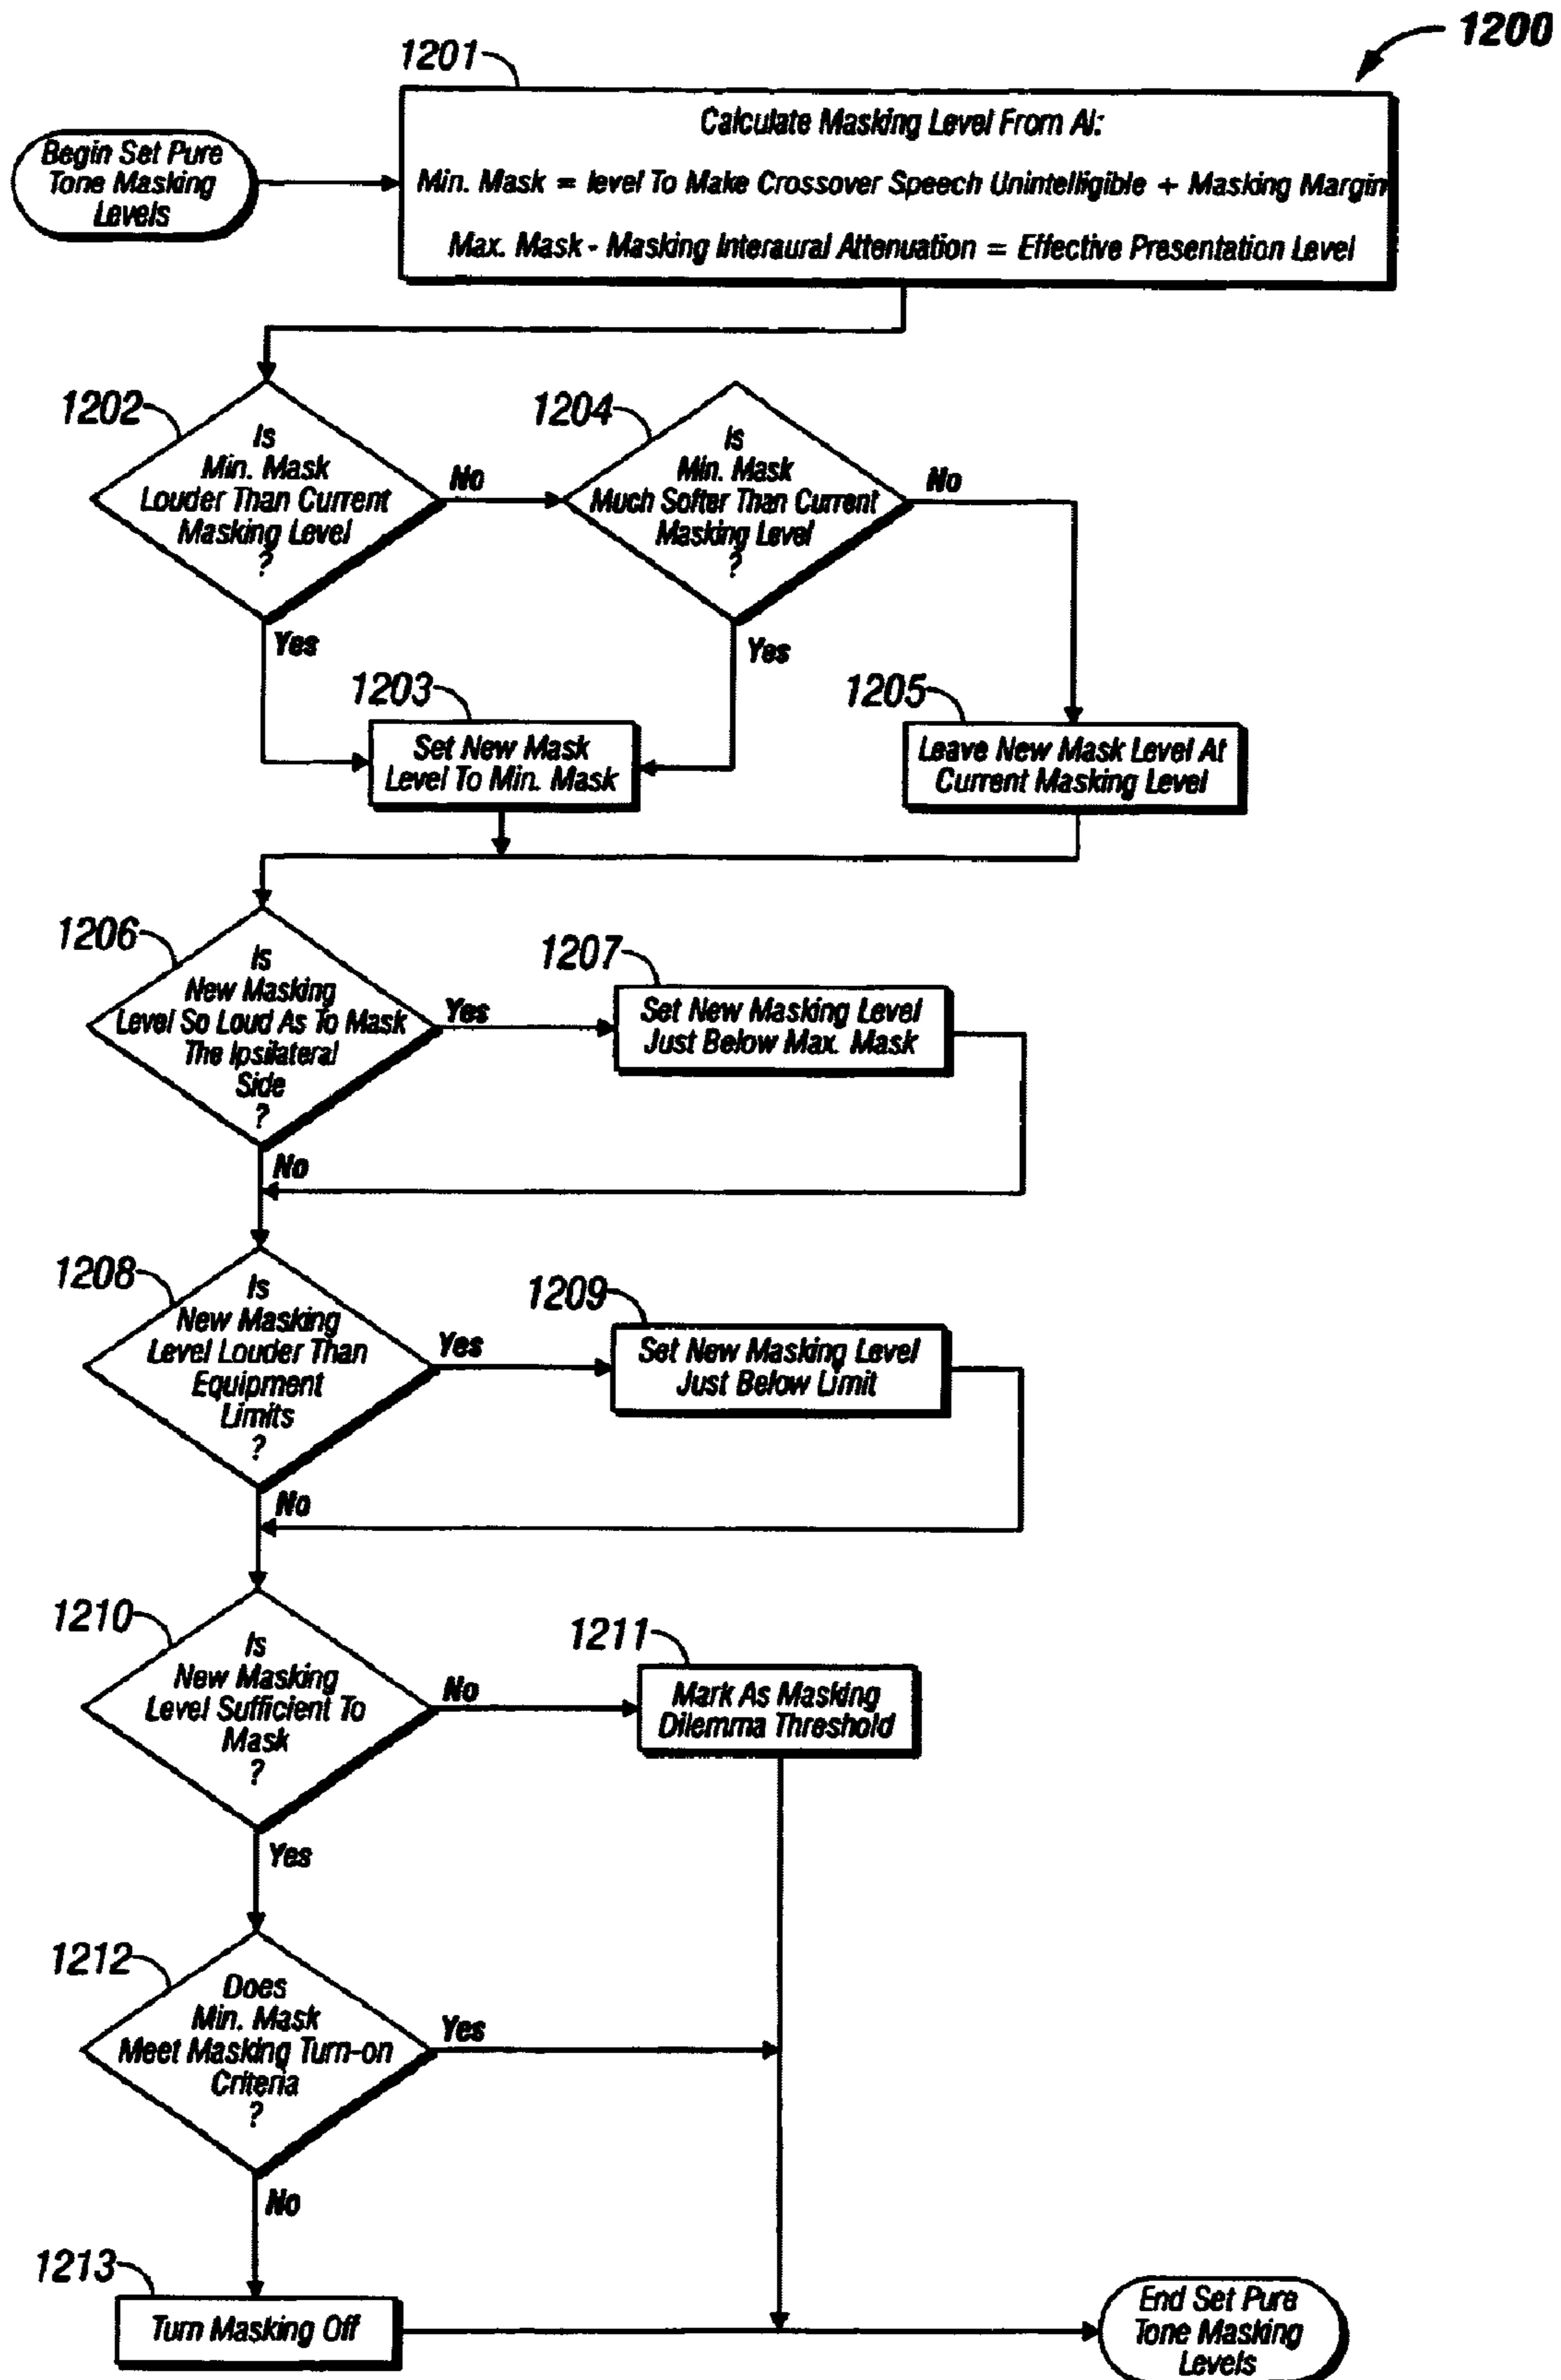 1200
1201
Begin Set Pure
Tone Masking
Levels
Calculate Masking Level From AI:
Min. Mask = level To Make Crossover Speech Unintelligible + Masking Margin
Max. Mask - Masking Interaural Attenuation = Effective Presentation Level
1202
Is
Min. Mask
Louder Than Current
Masking Level
?
No
Yes
1204
Is
Min. Mask
Much Softer Than Current
Masking Level
?
No
Yes
1203
Set New Mask
Level To Min. Mask
1205
Leave New Mask Level At
Current Masking Level
1206
Is
New Masking
Level So Loud As To Mask
The Ipsilateral
Side
?
Yes
No
1207
Set New Masking Level
Just Below Max. Mask
1208
Is
New Masking
Level Louder Than
Equipment
Limits
?
Yes
No
1209
Set New Masking Level
Just Below Limit
1210
Is
New Masking
Level Sufficient To
Mask
?
No
Yes
1211
Mark As Masking
Dilemma Threshold
1212
Does
Min. Mask
Meet Masking Turn-on
Criteria
?
Yes
No
1213
Turn Masking Off
End Set Pure
Tone Masking
Levels